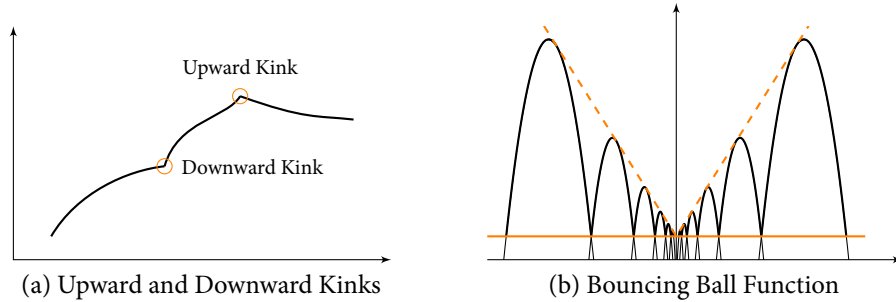 Upward Kink
Downward Kink
(a) Upward and Downward Kinks
(b) Bouncing Ball Function